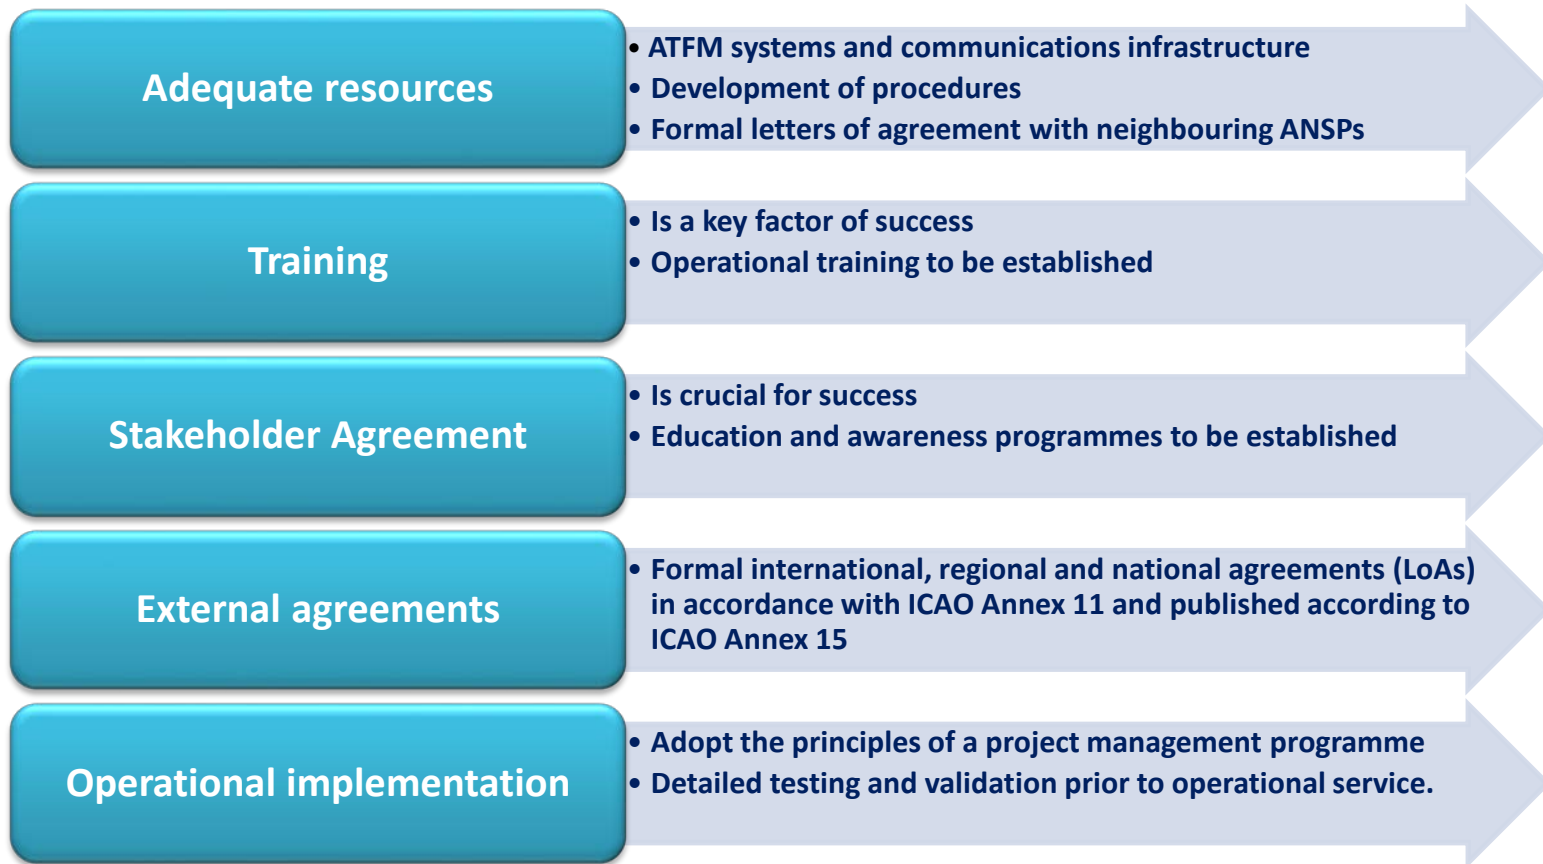 Adequate resources
• ATFM systems and communications infrastructure
• Development of procedures
• Formal letters of agreement with neighbouring ANSPs
Training
• Is a key factor of success
• Operational training to be established
Stakeholder Agreement
• Is crucial for success
• Education and awareness programmes to be established
External agreements
• Formal international, regional and national agreements (LoAs)
in accordance with ICAO Annex 11 and published according to
ICAO Annex 15
Operational implementation
• Adopt the principles of a project management programme
• Detailed testing and validation prior to operational service.